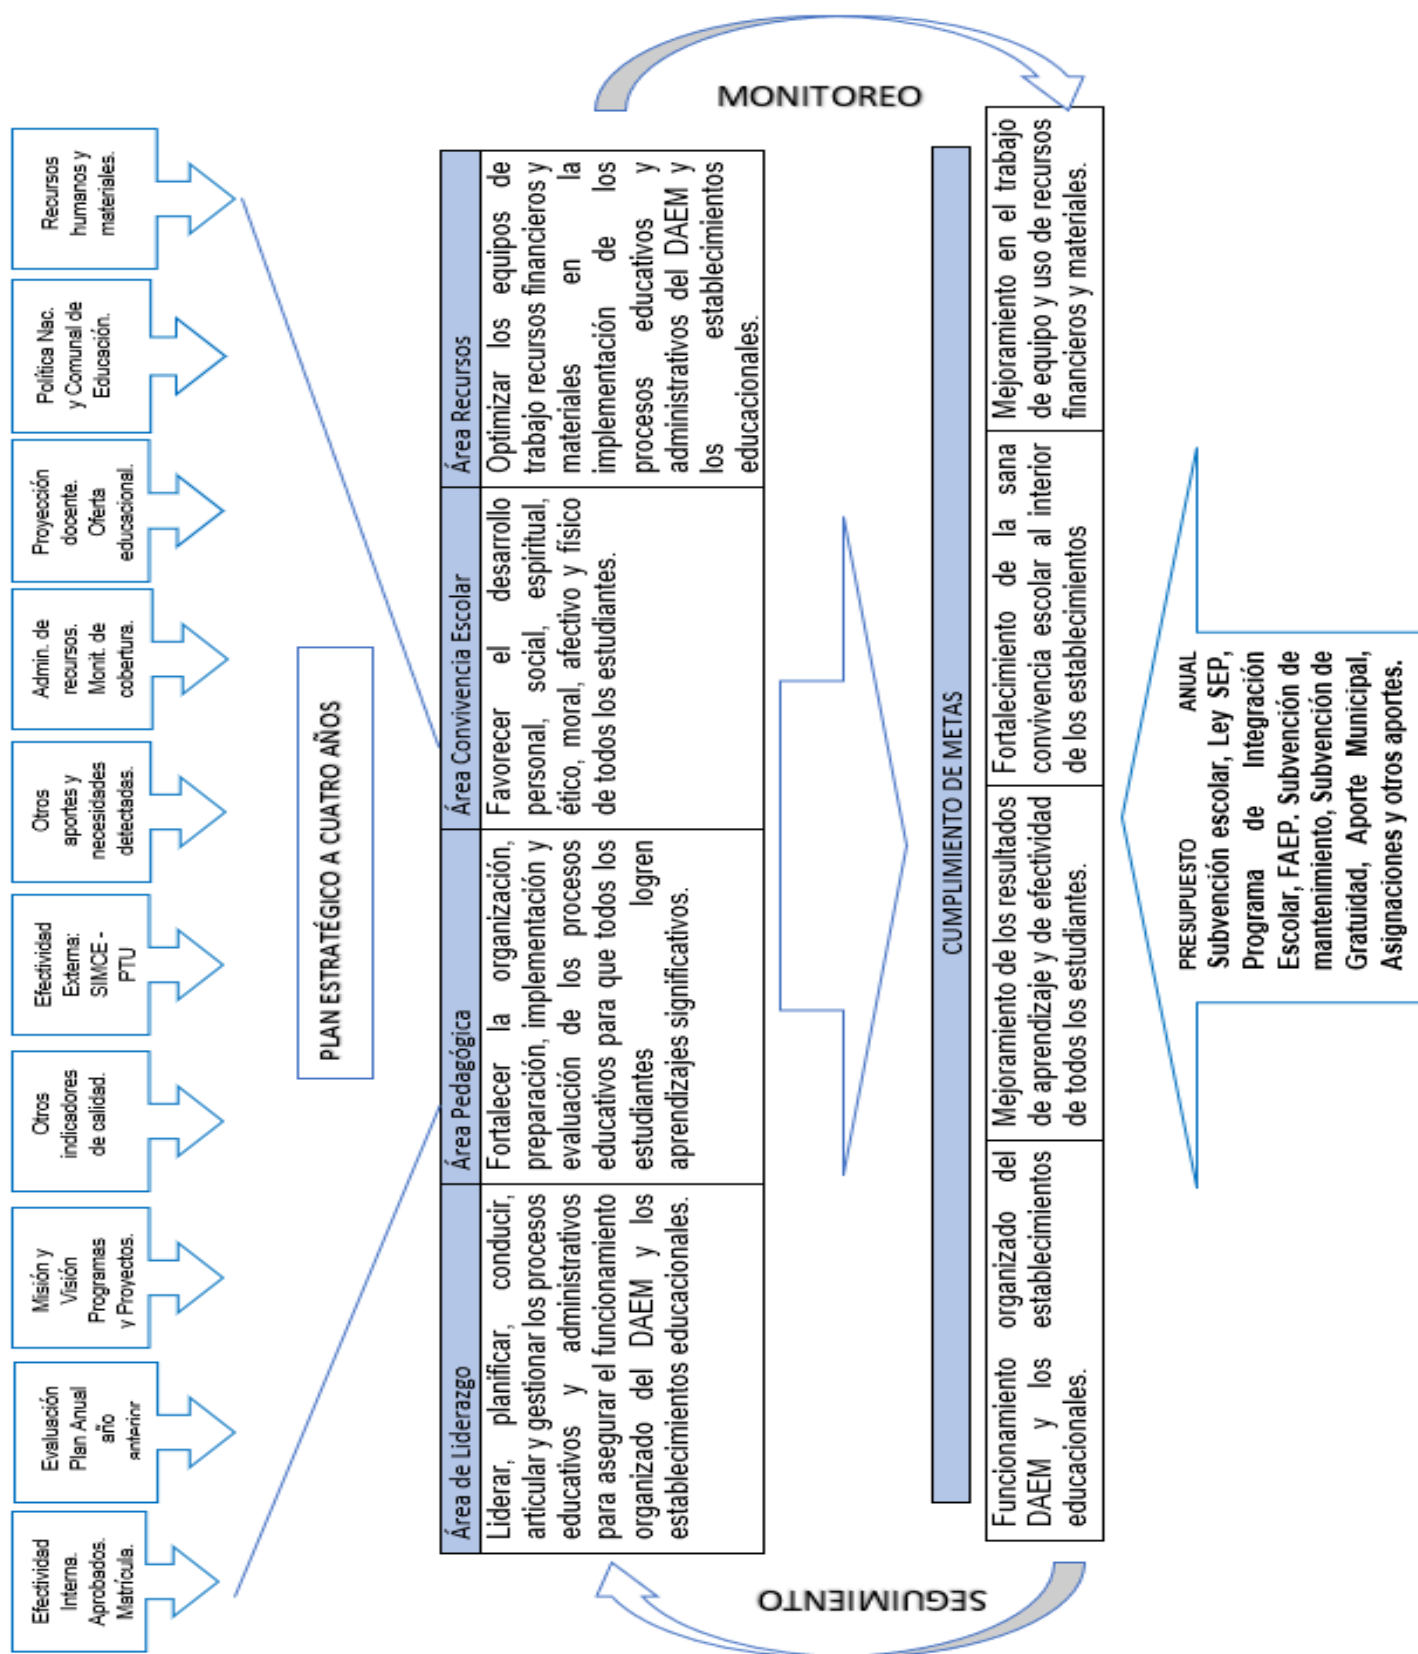 Efectividad
Interna.
Aprobados.
Matrícula.
Evaluación
Plan Anual
año
anterior
Misión y
Visión
Programas
y Proyectos.
Otros
indicadores
de calidad.
Efectividad
Externa:
SIMCE -
PTU
Otros
aportes y
necesidades
detectadas.
Admin. de
recursos.
Monit. de
cobertura.
Proyección
docente.
Oferta
educacional.
Política Nac.
y Comunal de
Educación.
Recursos
humanos y
materiales.
PLAN ESTRATÉGICO A CUATRO AÑOS
Área de Liderazgo
Liderar, planificar, conducir,
articular y gestionar los procesos
educativos y administrativos
para asegurar el funcionamiento
organizado del DAEM y los
establecimientos educacionales.
Área Pedagógica
Fortalecer la organización,
preparación, implementación y
evaluación de los procesos
educativos para que todos los
estudiantes logren
aprendizajes significativos.
Área Convivencia Escolar
Favorecer el desarrollo
personal, social, espiritual,
ético, moral, afectivo y físico
de todos los estudiantes.
Área Recursos
Optimizar los equipos de
trabajo recursos financieros y
materiales en la
implementación de los
procesos educativos y
administrativos del DAEM y
los establecimientos
educacionales.
MONITOREO
SEGUIMIENTO
CUMPLIMIENTO DE METAS
Funcionamiento organizado del
DAEM y los establecimientos
educacionales.
Mejoramiento de los resultados
de aprendizaje y de efectividad
de todos los estudiantes.
Fortalecimiento de la sana
convivencia escolar al interior
de los establecimientos
Mejoramiento en el trabajo
de equipo y uso de recursos
financieros y materiales.
PRESUPUESTO ANUAL
Subvención escolar, Ley SEP,
Programa de Integración
Escolar, FAEP. Subvención de
mantenimiento, Subvención de
Gratuidad, Aporte Municipal,
Asignaciones y otros aportes.